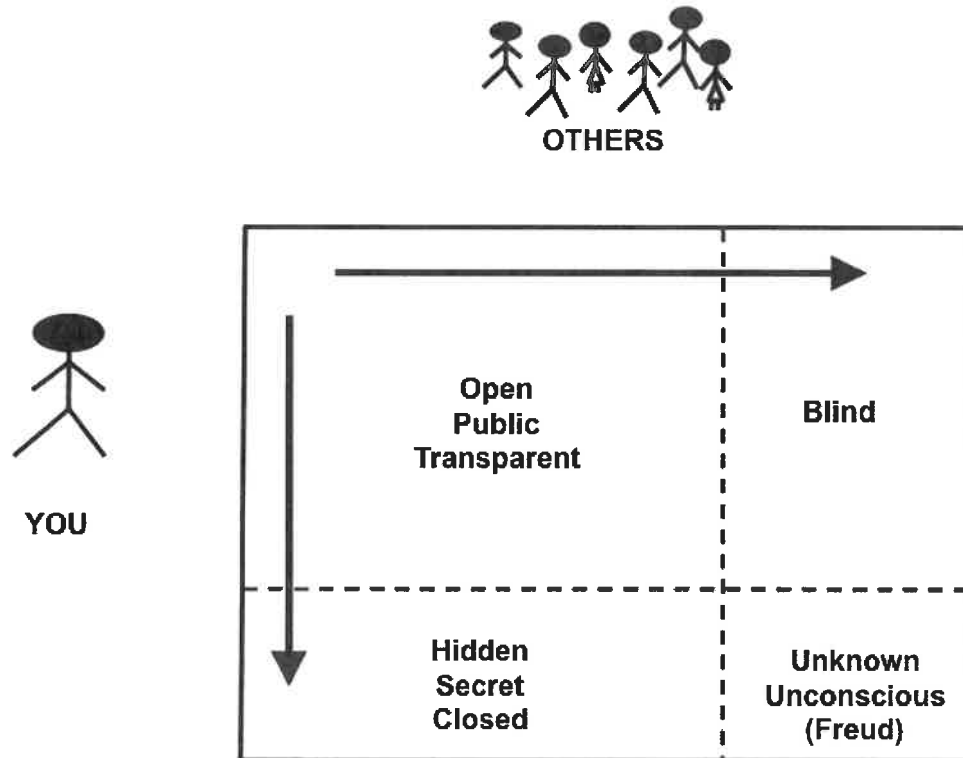 OTHERS
YOU
Open
Public
Transparent
Blind
Hidden
Secret
Closed
Unknown
Unconscious
(Freud)